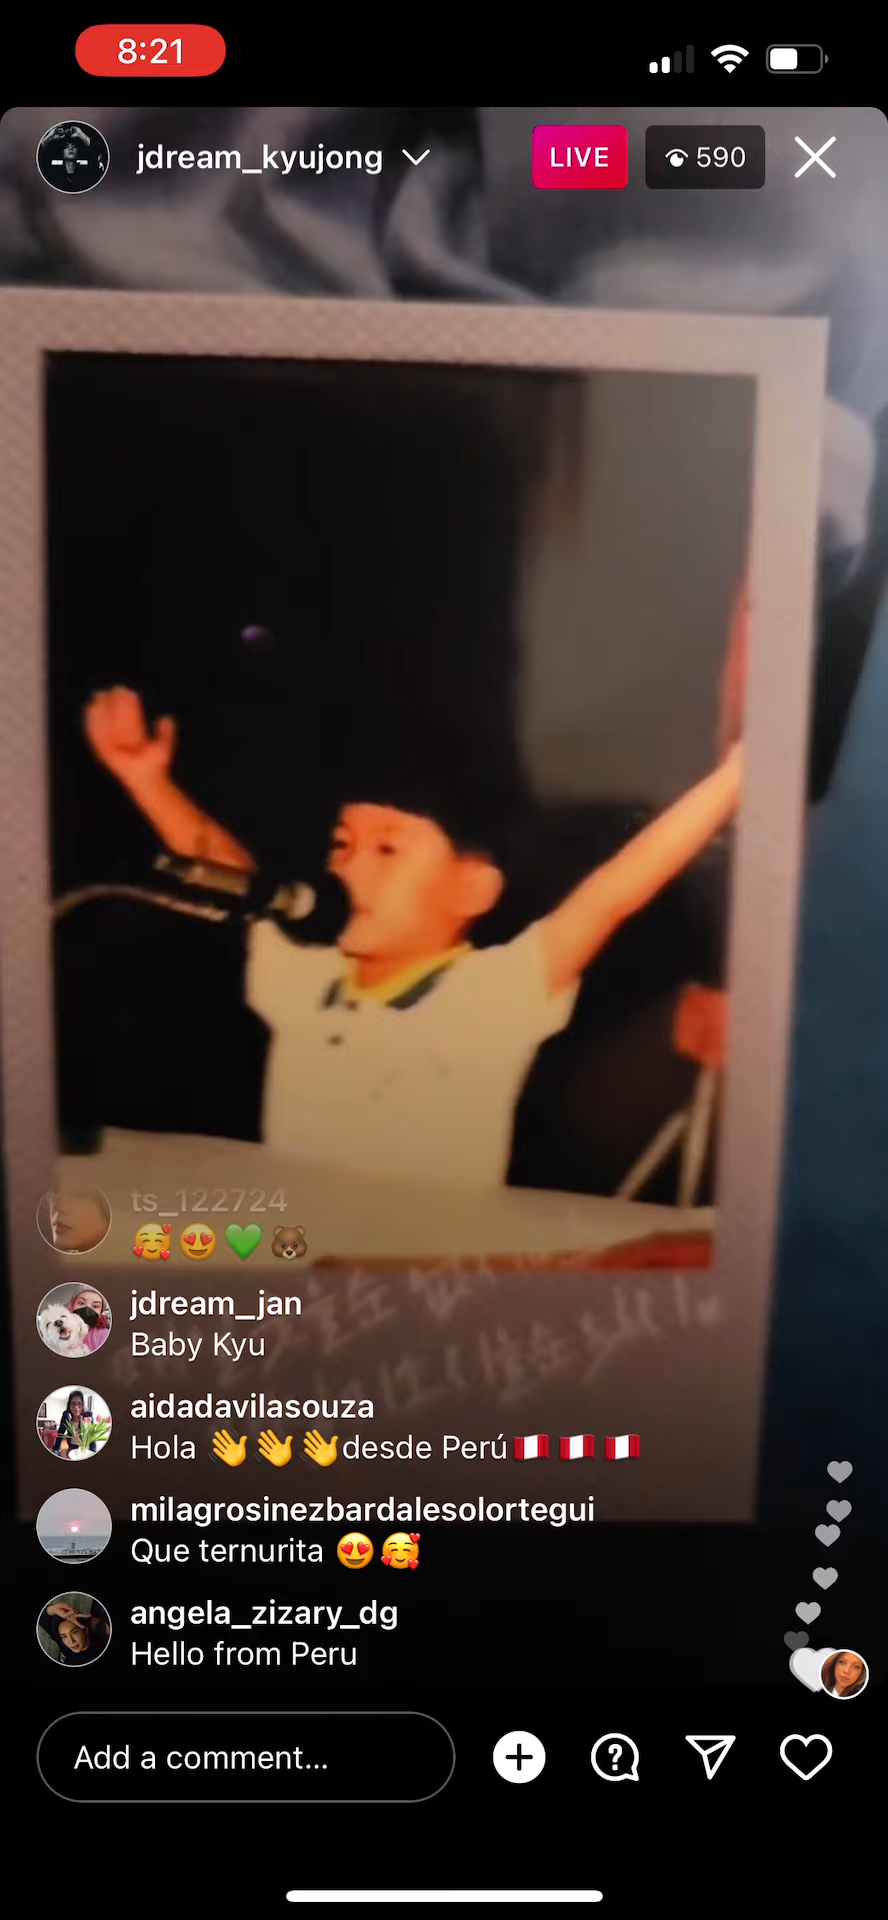 8:21
jdream_kyujong
LIVE
590
ts_122724
🥰😍💚🐻
jdream_jan
Baby Kyu
aidadavilasouza
Hola 👋👋👋desde Perú🇵🇪🇵🇪🇵🇪
milagrosinezbardalesolortegui
Que ternurita 😍🥰
angela_zizary_dg
Hello from Peru
Add a comment...